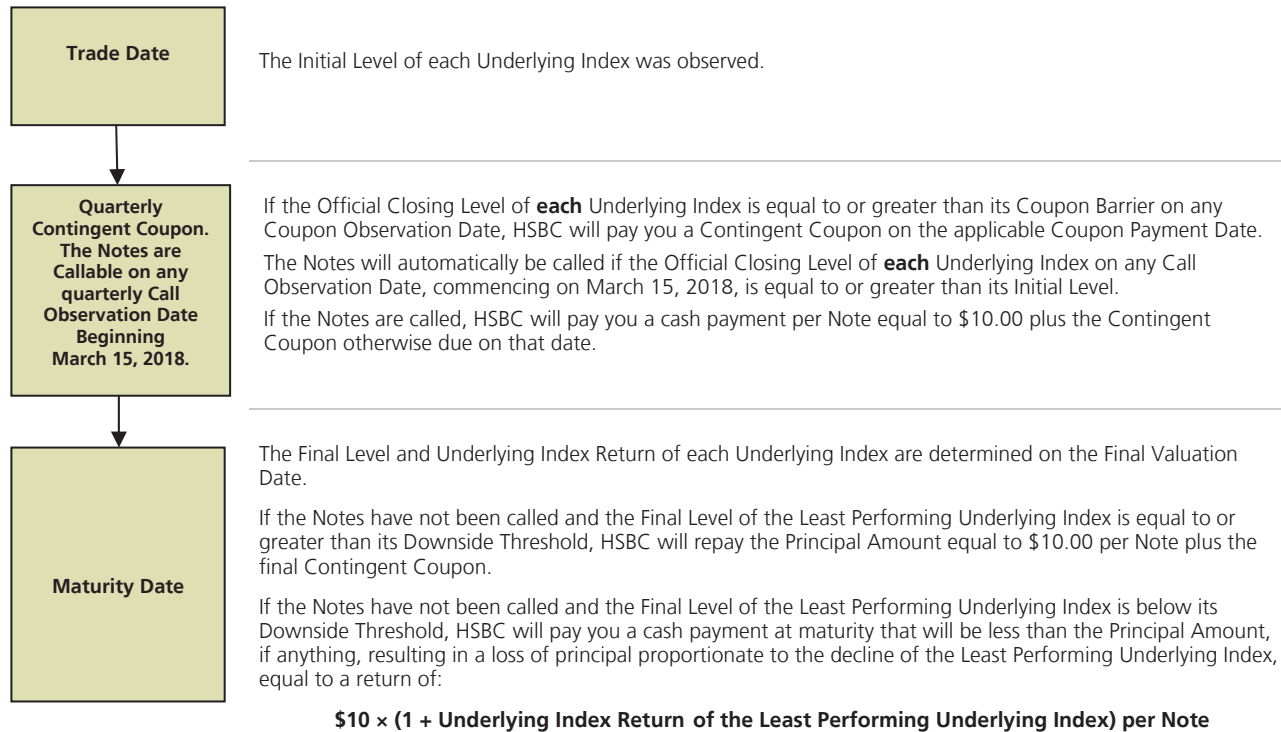 Trade Date
The Initial Level of each Underlying Index was observed.
Quarterly
Contingent Coupon.
The Notes are
Callable on any
quarterly Call
Observation Date
Beginning
March 15, 2018.
If the Official Closing Level of each Underlying Index is equal to or greater than its Coupon Barrier on any
Coupon Observation Date, HSBC will pay you a Contingent Coupon on the applicable Coupon Payment Date.
The Notes will automatically be called if the Official Closing Level of each Underlying Index on any Call
Observation Date, commencing on March 15, 2018, is equal to or greater than its Initial Level.
If the Notes are called, HSBC will pay you a cash payment per Note equal to $10.00 plus the Contingent
Coupon otherwise due on that date.
Maturity Date
The Final Level and Underlying Index Return of each Underlying Index are determined on the Final Valuation
Date.
If the Notes have not been called and the Final Level of the Least Performing Underlying Index is equal to or
greater than its Downside Threshold, HSBC will repay the Principal Amount equal to $10.00 per Note plus the
final Contingent Coupon.
If the Notes have not been called and the Final Level of the Least Performing Underlying Index is below its
Downside Threshold, HSBC will pay you a cash payment at maturity that will be less than the Principal Amount,
if anything, resulting in a loss of principal proportionate to the decline of the Least Performing Underlying Index,
equal to a return of:
$10 × (1 + Underlying Index Return of the Least Performing Underlying Index) per Note